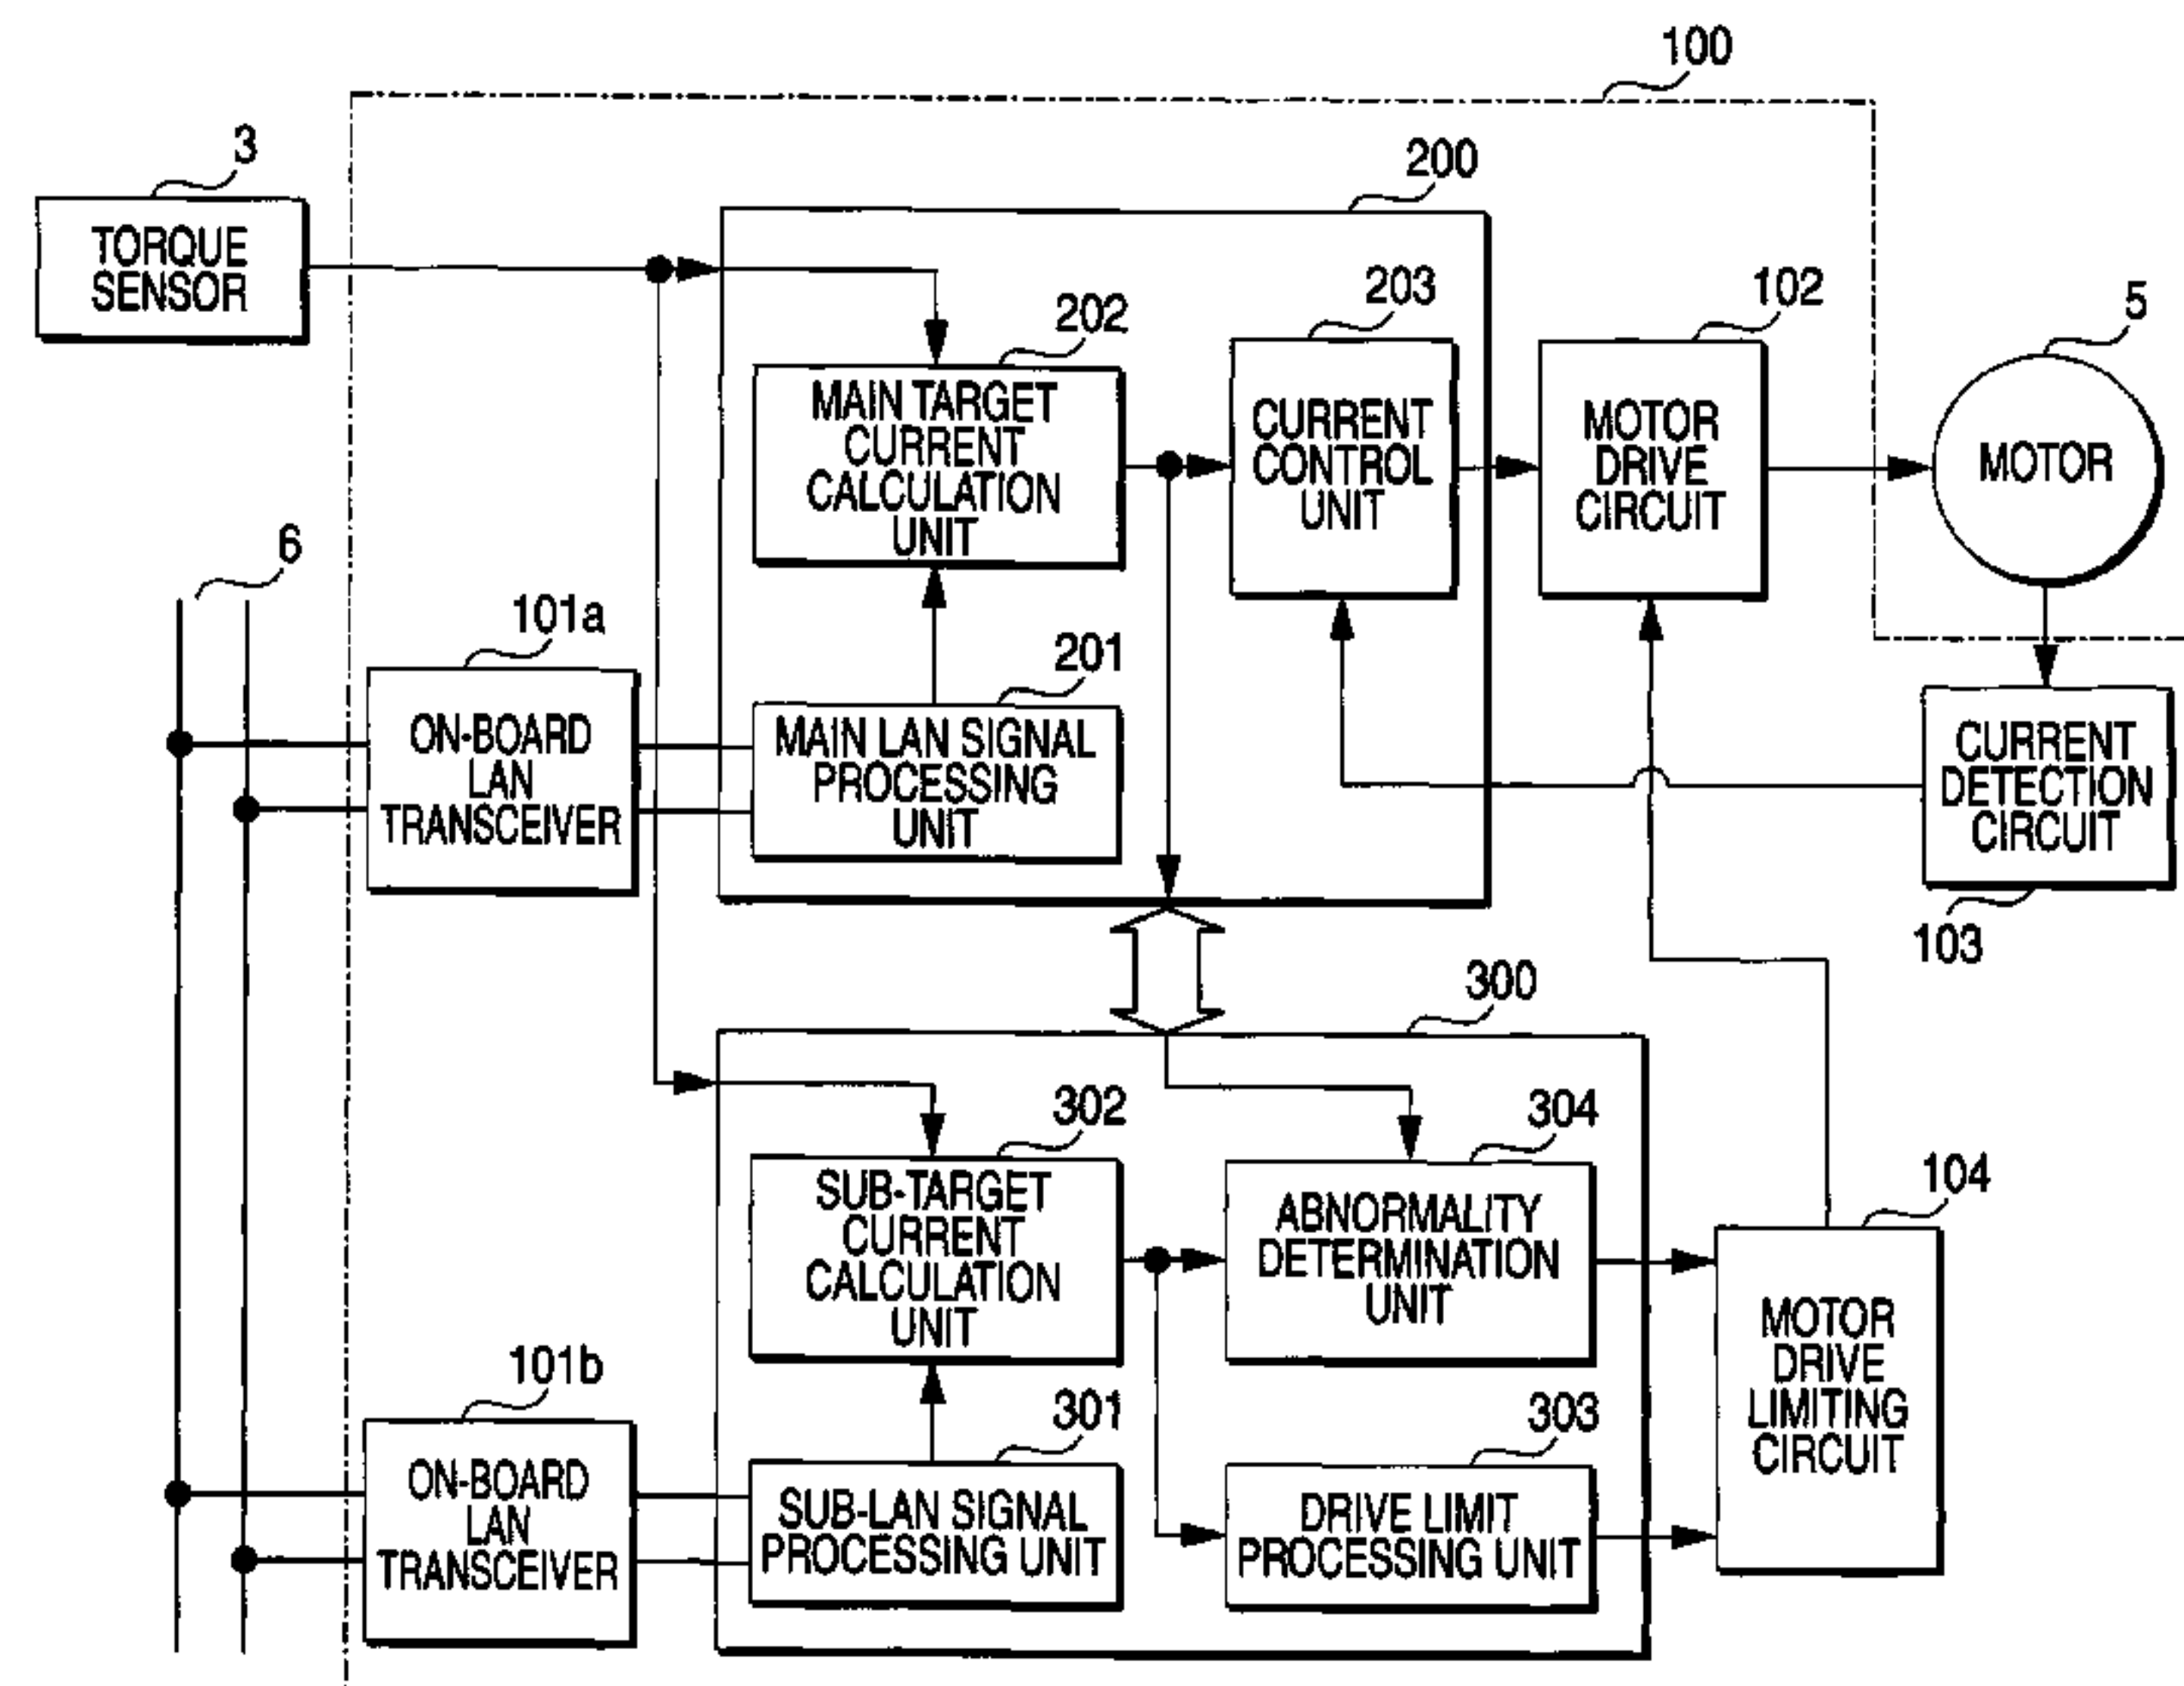 100
3
TORQUE
SENSOR
200
202
203
102
5
MAIN TARGET
CURRENT
CALCULATION
UNIT
CURRENT
CONTROL
UNIT
MOTOR
DRIVE
CIRCUIT
MOTOR
6
101a
ON-BOARD
LAN
TRANSCEIVER
201
MAIN LAN SIGNAL
PROCESSING
UNIT
CURRENT
DETECTION
CIRCUIT
103
300
302
SUB-TARGET
CURRENT
CALCULATION
UNIT
304
ABNORMALITY
DETERMINATION
UNIT
104
MOTOR
DRIVE
LIMITING
CIRCUIT
101b
ON-BOARD
LAN
TRANSCEIVER
301
SUB-LAN SIGNAL
PROCESSING UNIT
303
DRIVE LIMIT
PROCESSING UNIT